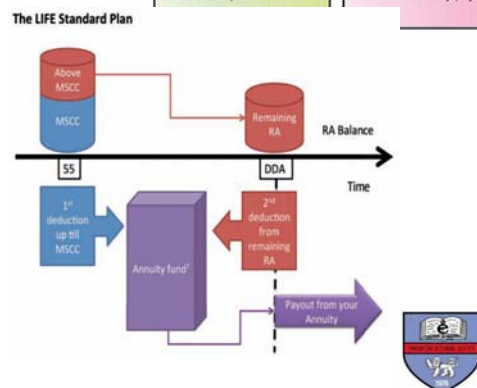 The LIFE Standard Plan
Above
MSCC
MSCC
Remaining
RA
RA Balance
55
DDA
Time
1st
deduction
up till
MSCC
Annuity fund
2nd
deduction
from
remaining
RA
Payout from your
Annuity